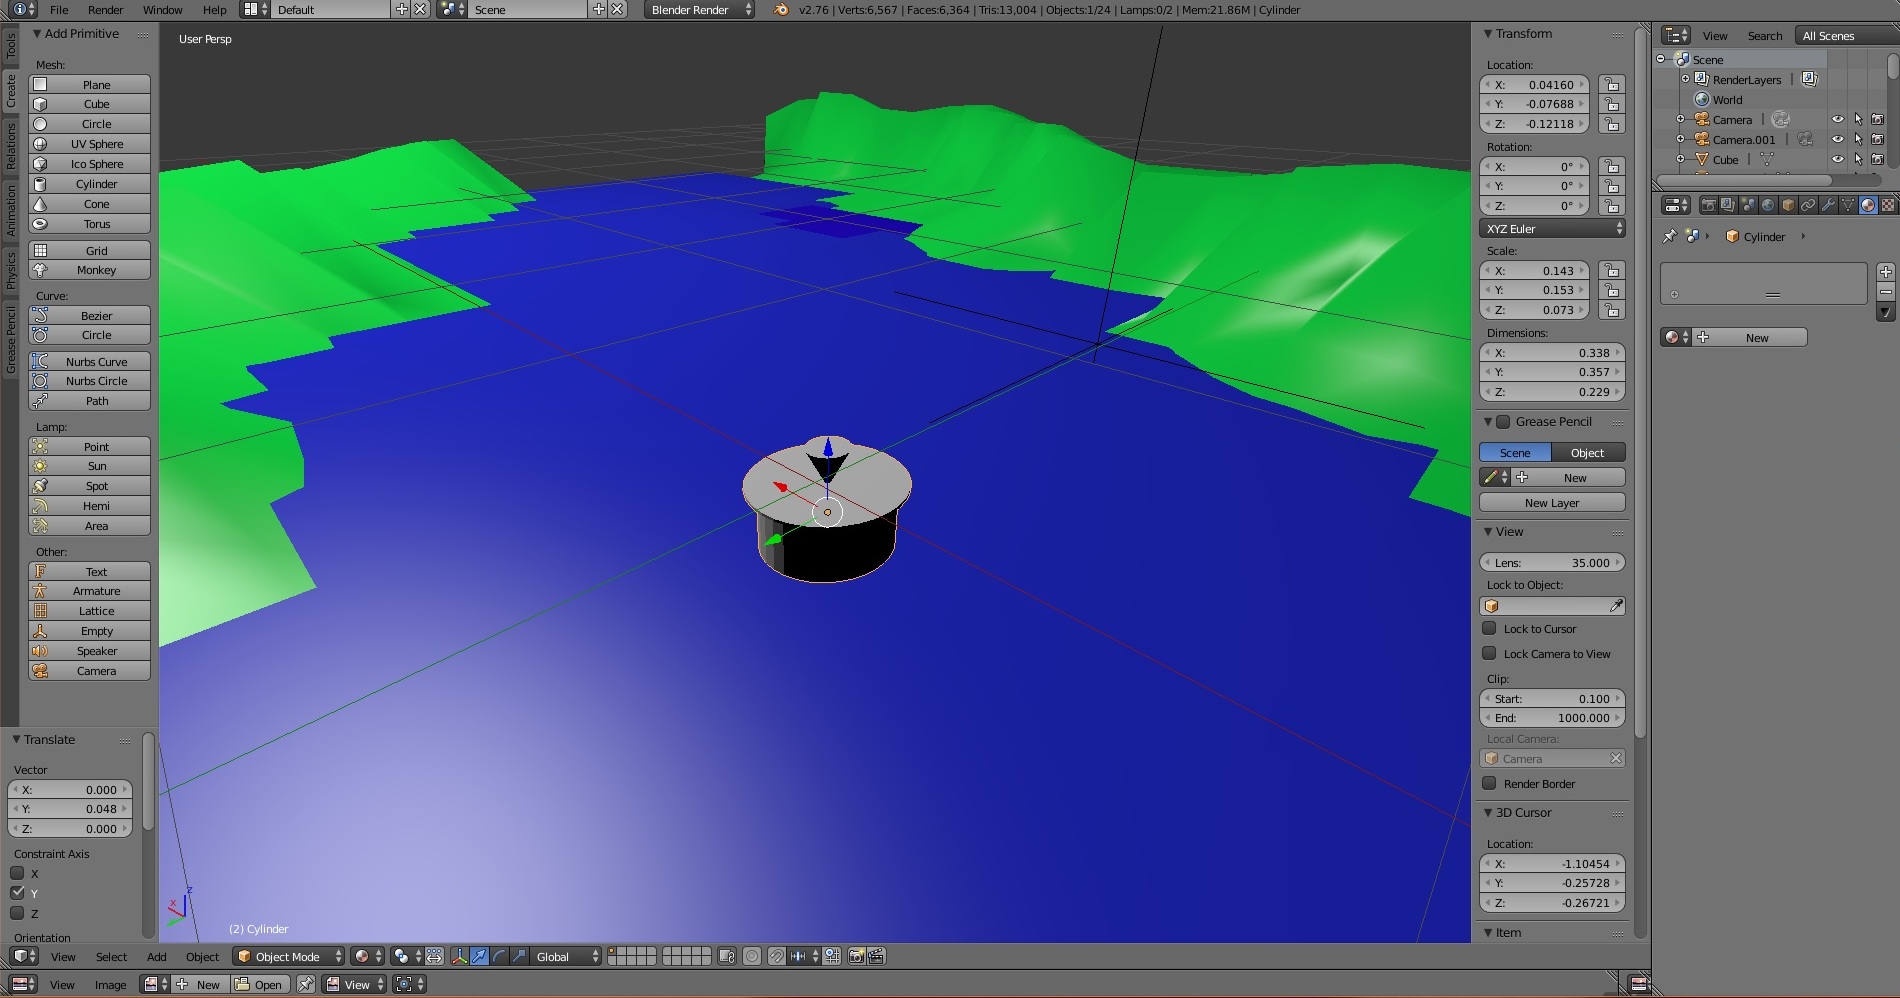 File Render Window Help Default Scene Blender Render v2.76 | Verts:6,567 | Faces:6,364 | Tris:13,004 | Objects:1/24 | Lamps:0/2 | Mem:21.86M | Cylinder
Tools
Create
Relations
Animation
Physics
Grease Pencil
Add Primitive
Mesh:
Plane
Cube
Circle
UV Sphere
Ico Sphere
Cylinder
Cone
Torus
Grid
Monkey
Curve:
Bezier
Circle
Nurbs Curve
Nurbs Circle
Path
Lamp:
Point
Sun
Spot
Hemi
Area
Other:
Text
Armature
Lattice
Empty
Speaker
Camera
Translate
Vector
X: 0.000
Y: 0.048
Z: 0.000
Constraint Axis
X
Y
Z
Orientation
User Persp
z
x
(2) Cylinder
Transform
Location:
X: 0.04160
Y: -0.07688
Z: -0.12118
Rotation:
X: 0°
Y: 0°
Z: 0°
XYZ Euler
Scale:
X: 0.143
Y: 0.153
Z: 0.073
Dimensions:
X: 0.338
Y: 0.357
Z: 0.229
Grease Pencil
Scene Object
New
New Layer
View
Lens: 35.000
Lock to Object:
Lock to Cursor
Lock Camera to View
Clip:
Start: 0.100
End: 1000.000
Local Camera:
Camera
Render Border
3D Cursor
Location:
X: -1.10454
Y: -0.25728
Z: -0.26721
Item
View Search All Scenes
Scene
RenderLayers |
World
Camera |
Camera.001 |
Cube |
Cylinder
New
View Select Add Object Object Mode Global
View Image New Open View